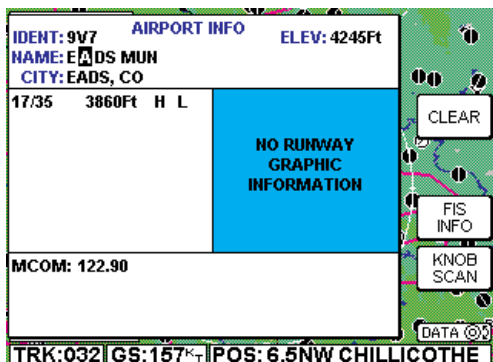 AIRPORT INFO
IDENT: 9V7 ELEV: 4245Ft
NAME: EADS MUN
CITY: EADS, CO
17/35 3860Ft H L
NO RUNWAY
GRAPHIC
INFORMATION
MCOM: 122.90
CLEAR
FIS
INFO
KNOB
SCAN
DATA
TRK:032 GS:157KT POS: 6.5NW CHILLICOTHE